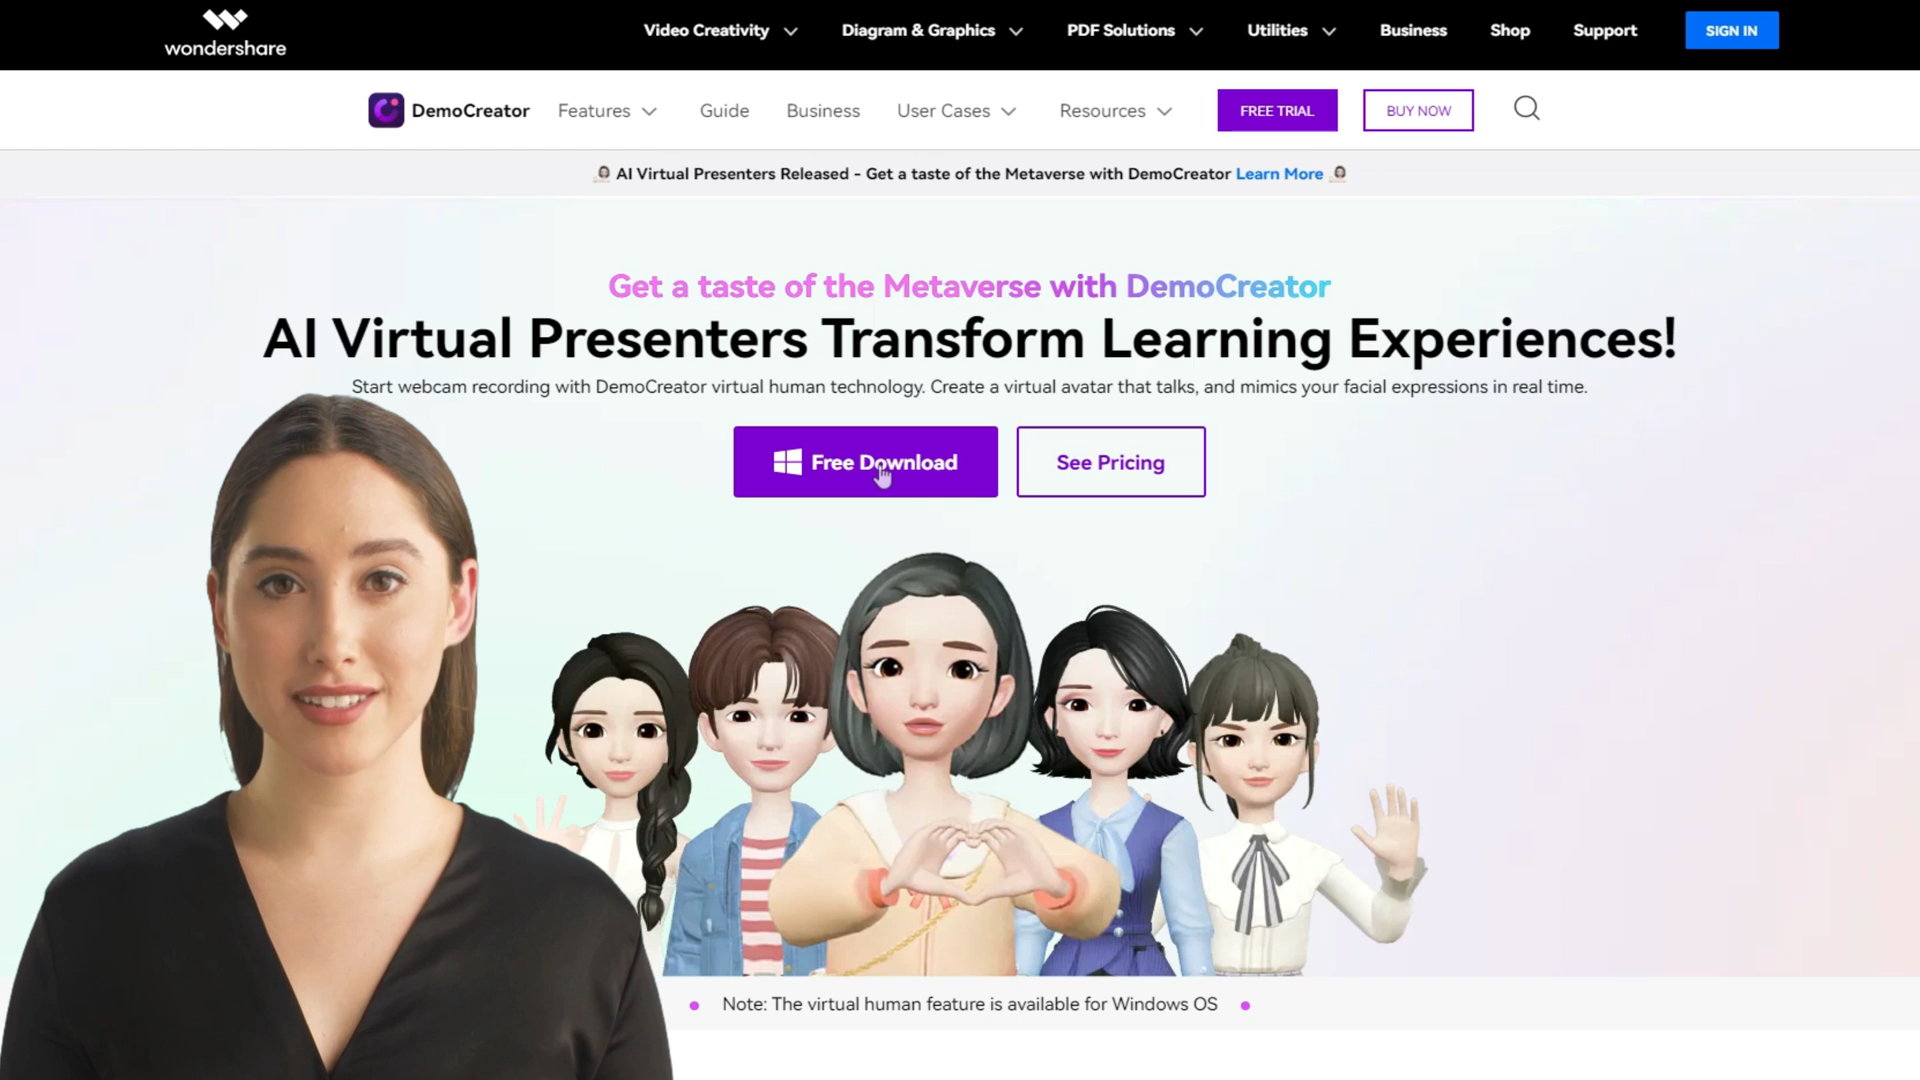 wondershare
Video Creativity Diagram & Graphics PDF Solutions Utilities Business Shop Support SIGN IN
DemoCreator Features Guide Business User Cases Resources FREE TRIAL BUY NOW
AI Virtual Presenters Released - Get a taste of the Metaverse with DemoCreator Learn More
Get a taste of the Metaverse with DemoCreator
AI Virtual Presenters Transform Learning Experiences!
Start webcam recording with DemoCreator virtual human technology. Create a virtual avatar that talks, and mimics your facial expressions in real time.
Free Download See Pricing
Note: The virtual human feature is available for Windows OS